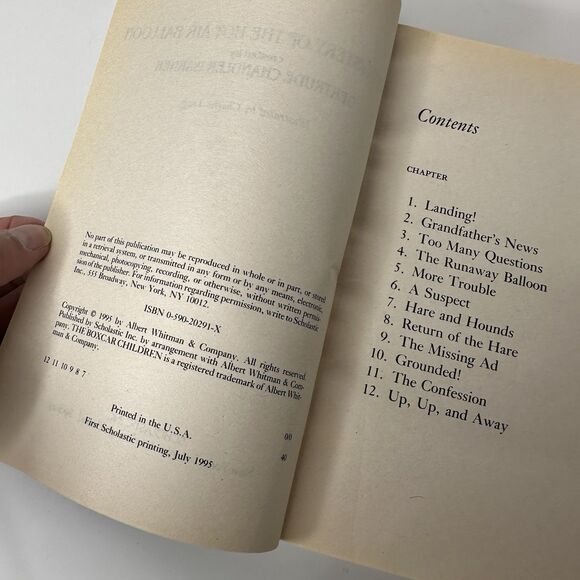 No part of this publication may be reproduced in whole or in part, or stored
in a retrieval system, or transmitted in any form or by any means, electronic,
mechanical, photocopying, recording, or otherwise, without written permis-
sion of the publisher. For information regarding permission, write to Scholastic
Inc., 555 Broadway, New York, NY 10012.
ISBN 0-590-20291-X
Copyright © 1995 by Albert Whitman & Company. All rights reserved.
Published by Scholastic Inc. by arrangement with Albert Whitman & Com-
pany. THE BOXCAR CHILDREN is a registered trademark of Albert Whit-
man & Company.
12 11 10 9 8 7
Printed in the U.S.A.
First Scholastic printing, July 1995
40
Contents
CHAPTER
1. Landing!
2. Grandfather's News
3. Too Many Questions
4. The Runaway Balloon
5. More Trouble
6. A Suspect
7. Hare and Hounds
8. Return of the Hare
9. The Missing Ad
10. Grounded!
11. The Confession
12. Up, Up, and Away